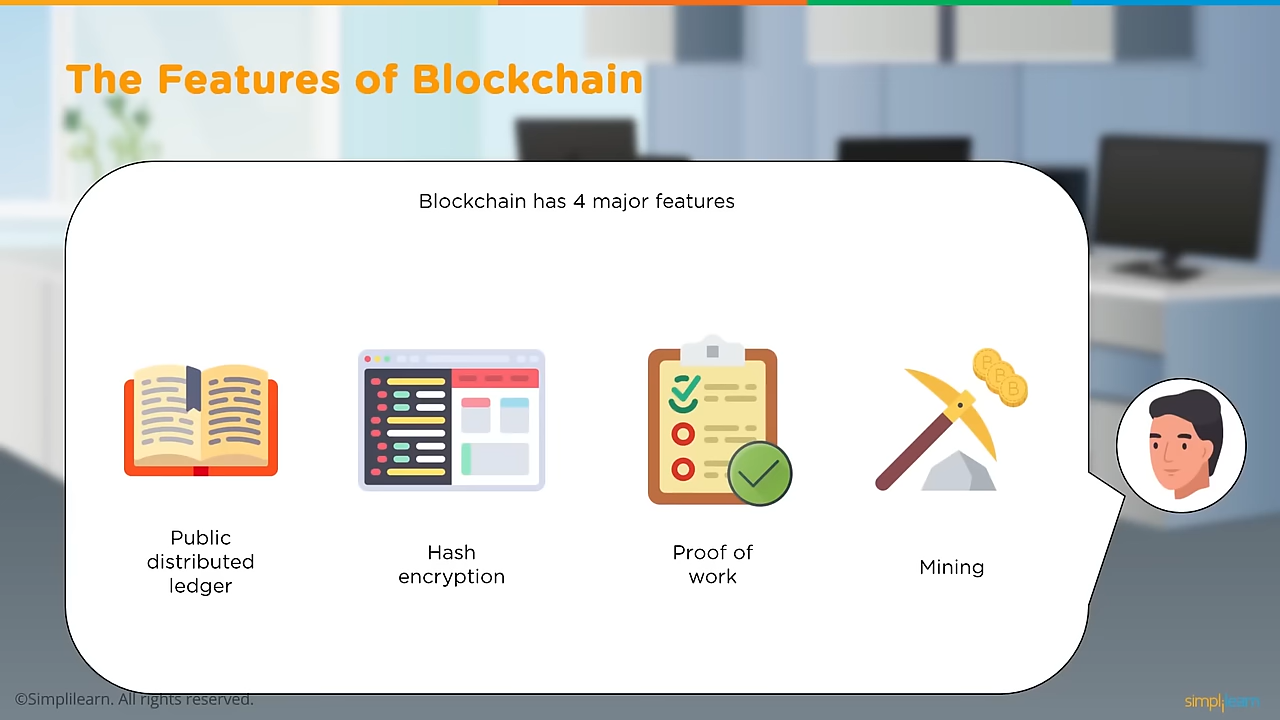 The Features of Blockchain
Blockchain has 4 major features
Public
distributed
ledger
Hash
encryption
Proof of
work
Mining
©Simplilearn. All rights reserved.
simplilearn